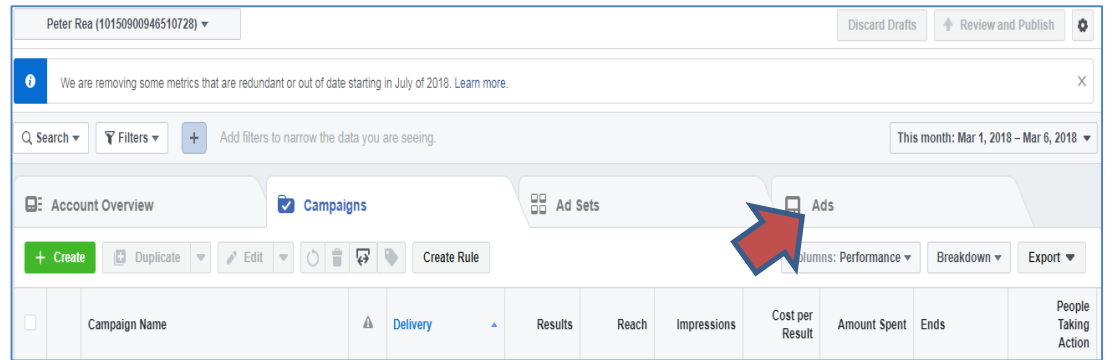 Peter Rea (10150900946510728)
Discard Drafts
Review and Publish
We are removing some metrics that are redundant or out of date starting in July of 2018. Learn more.
Search
Filters
Add filters to narrow the data you are seeing.
This month: Mar 1, 2018 – Mar 6, 2018
Account Overview
Campaigns
Ad Sets
Ads
+ Create
Duplicate
Edit
Create Rule
Performance
Breakdown
Export
Campaign Name
Delivery
Results
Reach
Impressions
Cost per
Result
Amount Spent
Ends
People
Taking
Action